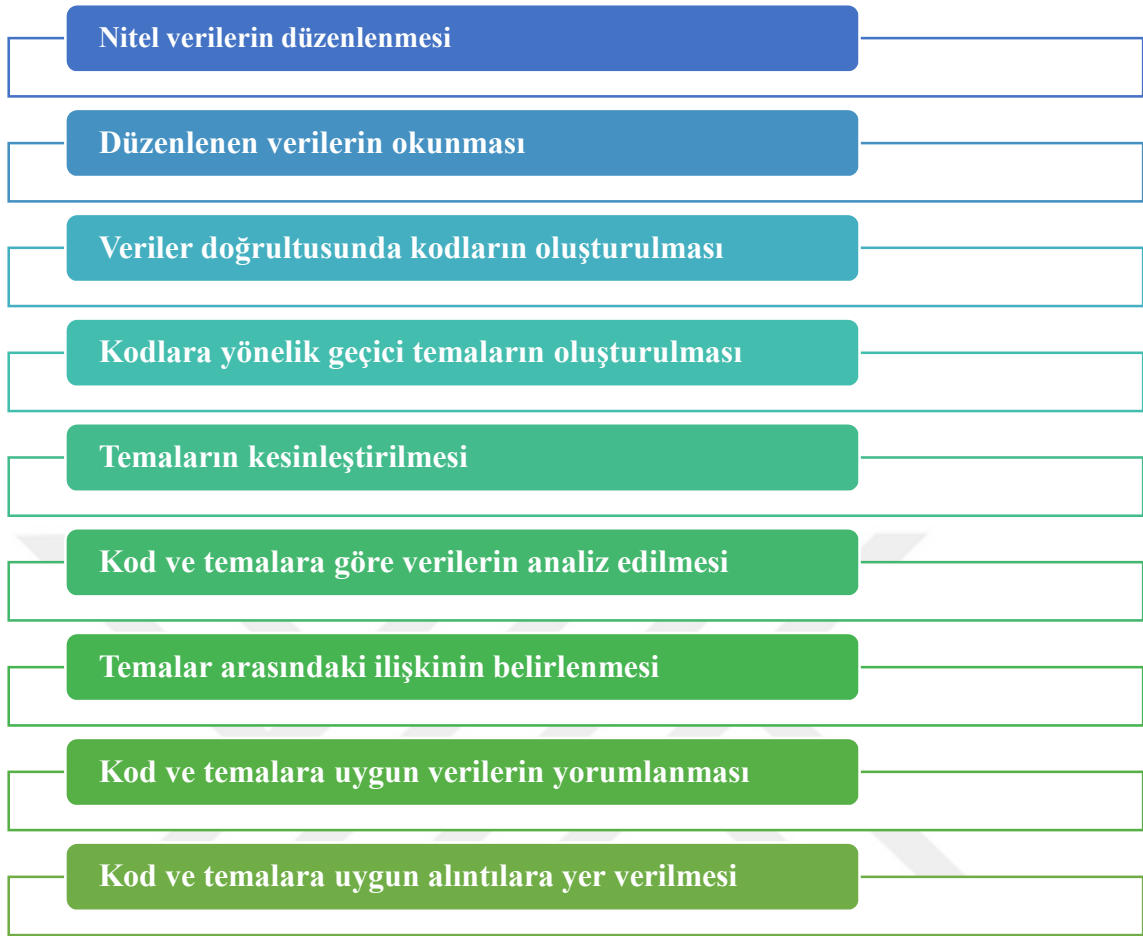 Nitel verilerin düzenlenmesi
Düzenlenen verilerin okunması
Veriler doğrultusunda kodların oluşturulması
Kodlara yönelik geçici temaların oluşturulması
Temaların kesinleştirilmesi
Kod ve temalara göre verilerin analiz edilmesi
Temalar arasındaki ilişkinin belirlenmesi
Kod ve temalara uygun verilerin yorumlanması
Kod ve temalara uygun alıntılara yer verilmesi